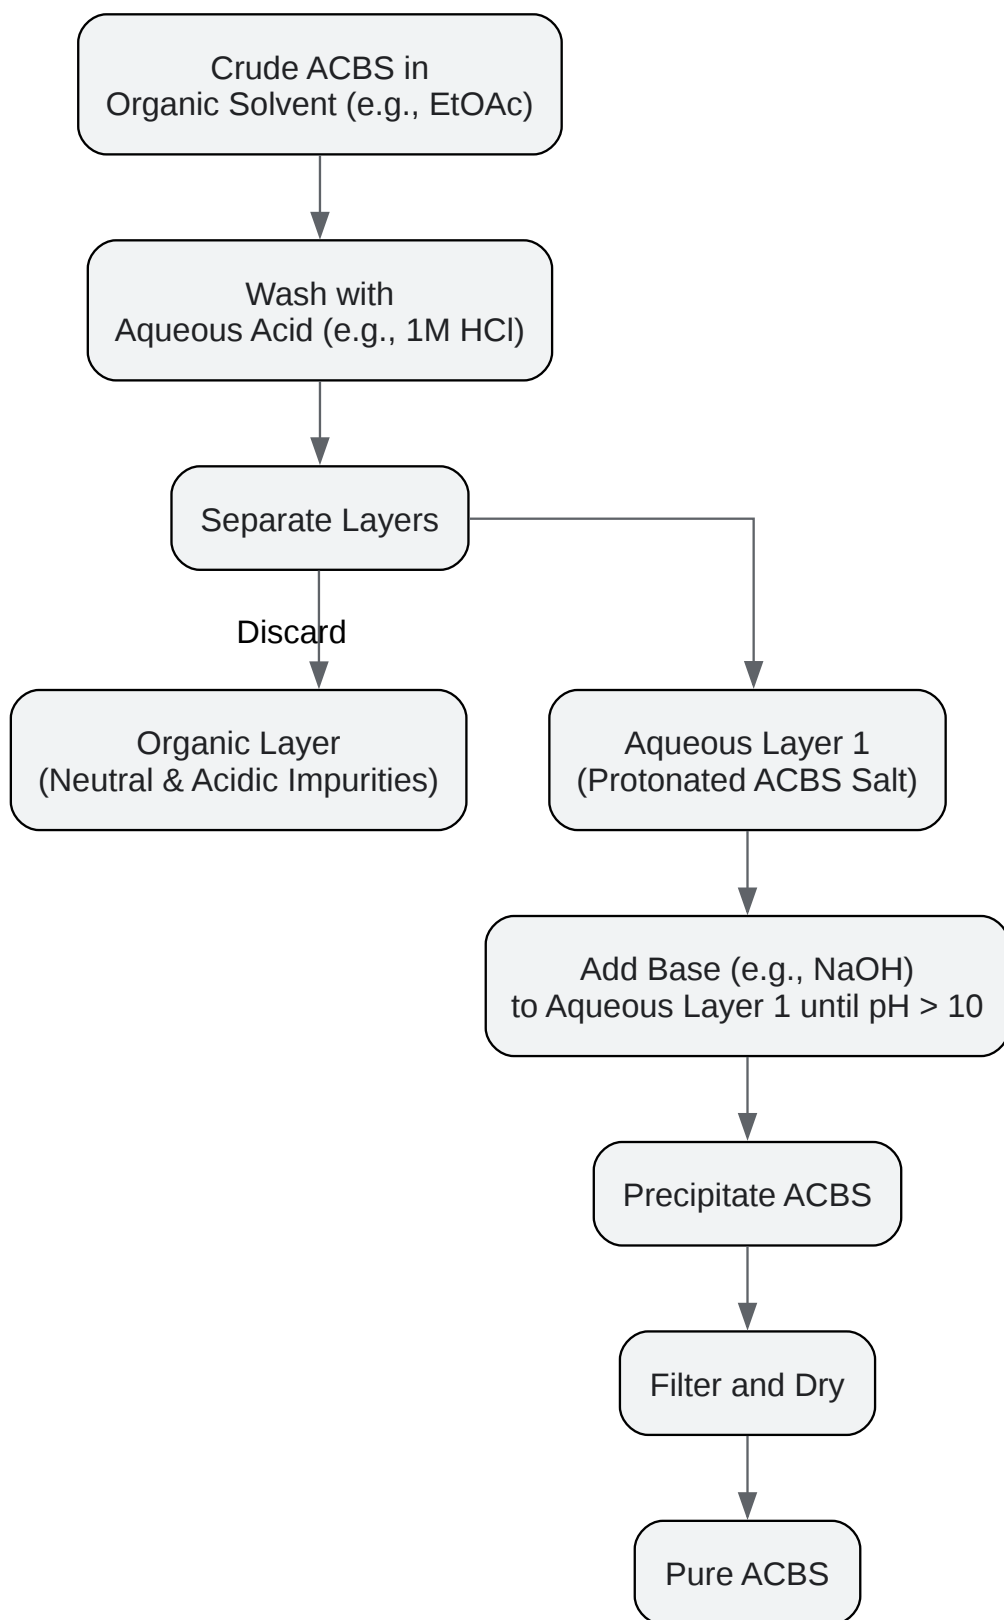 Crude ACBS in
Organic Solvent (e.g., EtOAc)
Wash with
Aqueous Acid (e.g., 1M HCl)
Separate Layers
Discard
Organic Layer
(Neutral & Acidic Impurities)
Aqueous Layer 1
(Protonated ACBS Salt)
Add Base (e.g., NaOH)
to Aqueous Layer 1 until pH > 10
Precipitate ACBS
Filter and Dry
Pure ACBS